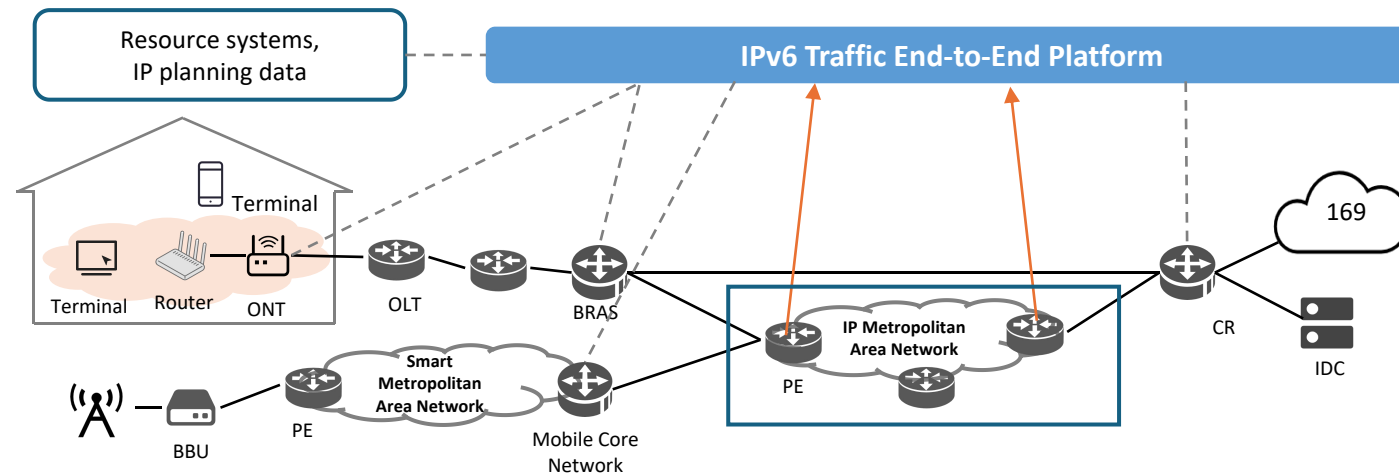 Resource systems,
IP planning data
IPv6 Traffic End-to-End Platform
Terminal
169
Terminal
Router
ONT
OLT
BRAS
IP Metropolitan
Area Network
PE
CR
IDC
Smart
Metropolitan
Area Network
BBU
PE
Mobile Core
Network